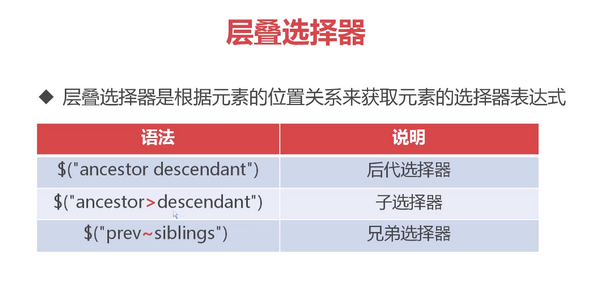 层叠选择器
◆ 层叠选择器是根据元素的位置关系来获取元素的选择器表达式
语法 说明
$("ancestor descendant") 后代选择器
$("ancestor>descendant") 子选择器
$("prev~siblings") 兄弟选择器